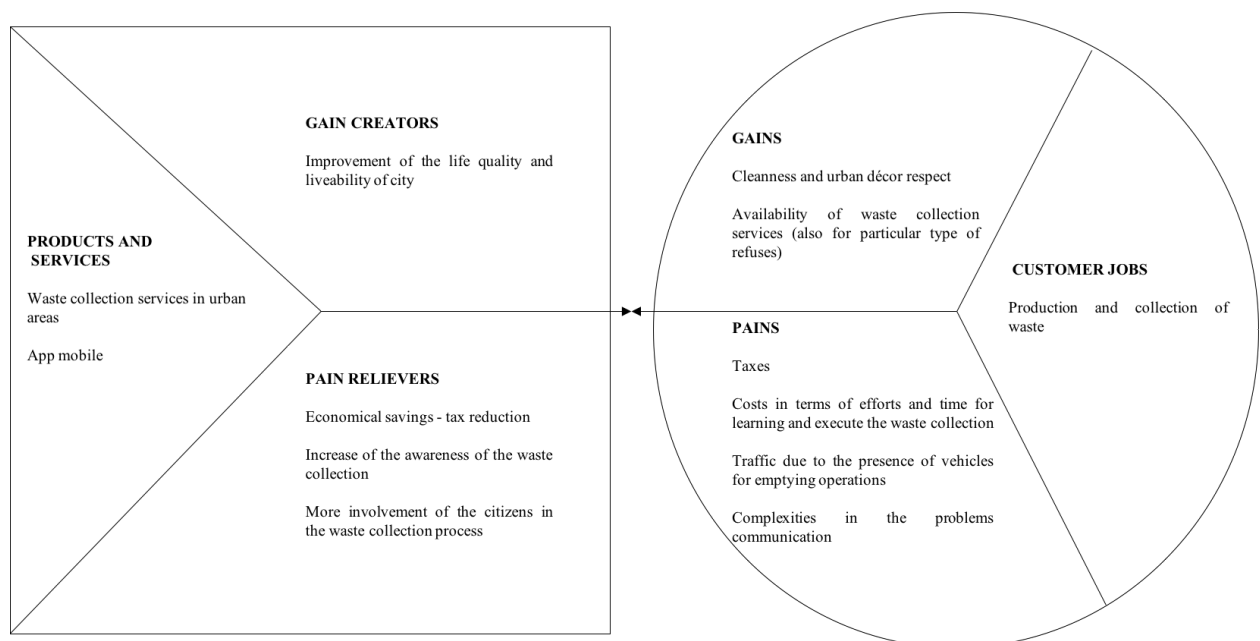 GAIN CREATORS
Improvement of the life quality and
liveability of city
PRODUCTS AND
SERVICES
Waste collection services in urban
areas
App mobile
PAIN RELIEVERS
Economical savings - tax reduction
Increase of the awareness of the waste
collection
More involvement of the citizens in
the waste collection process
GAINS
Cleanness and urban décor respect
Availability of waste collection
services (also for particular type of
refuses)
CUSTOMER JOBS
Production and collection of
waste
PAINS
Taxes
Costs in terms of efforts and time for
learning and execute the waste collection
Traffic due to the presence of vehicles
for emptying operations
Complexities in the problems
communication